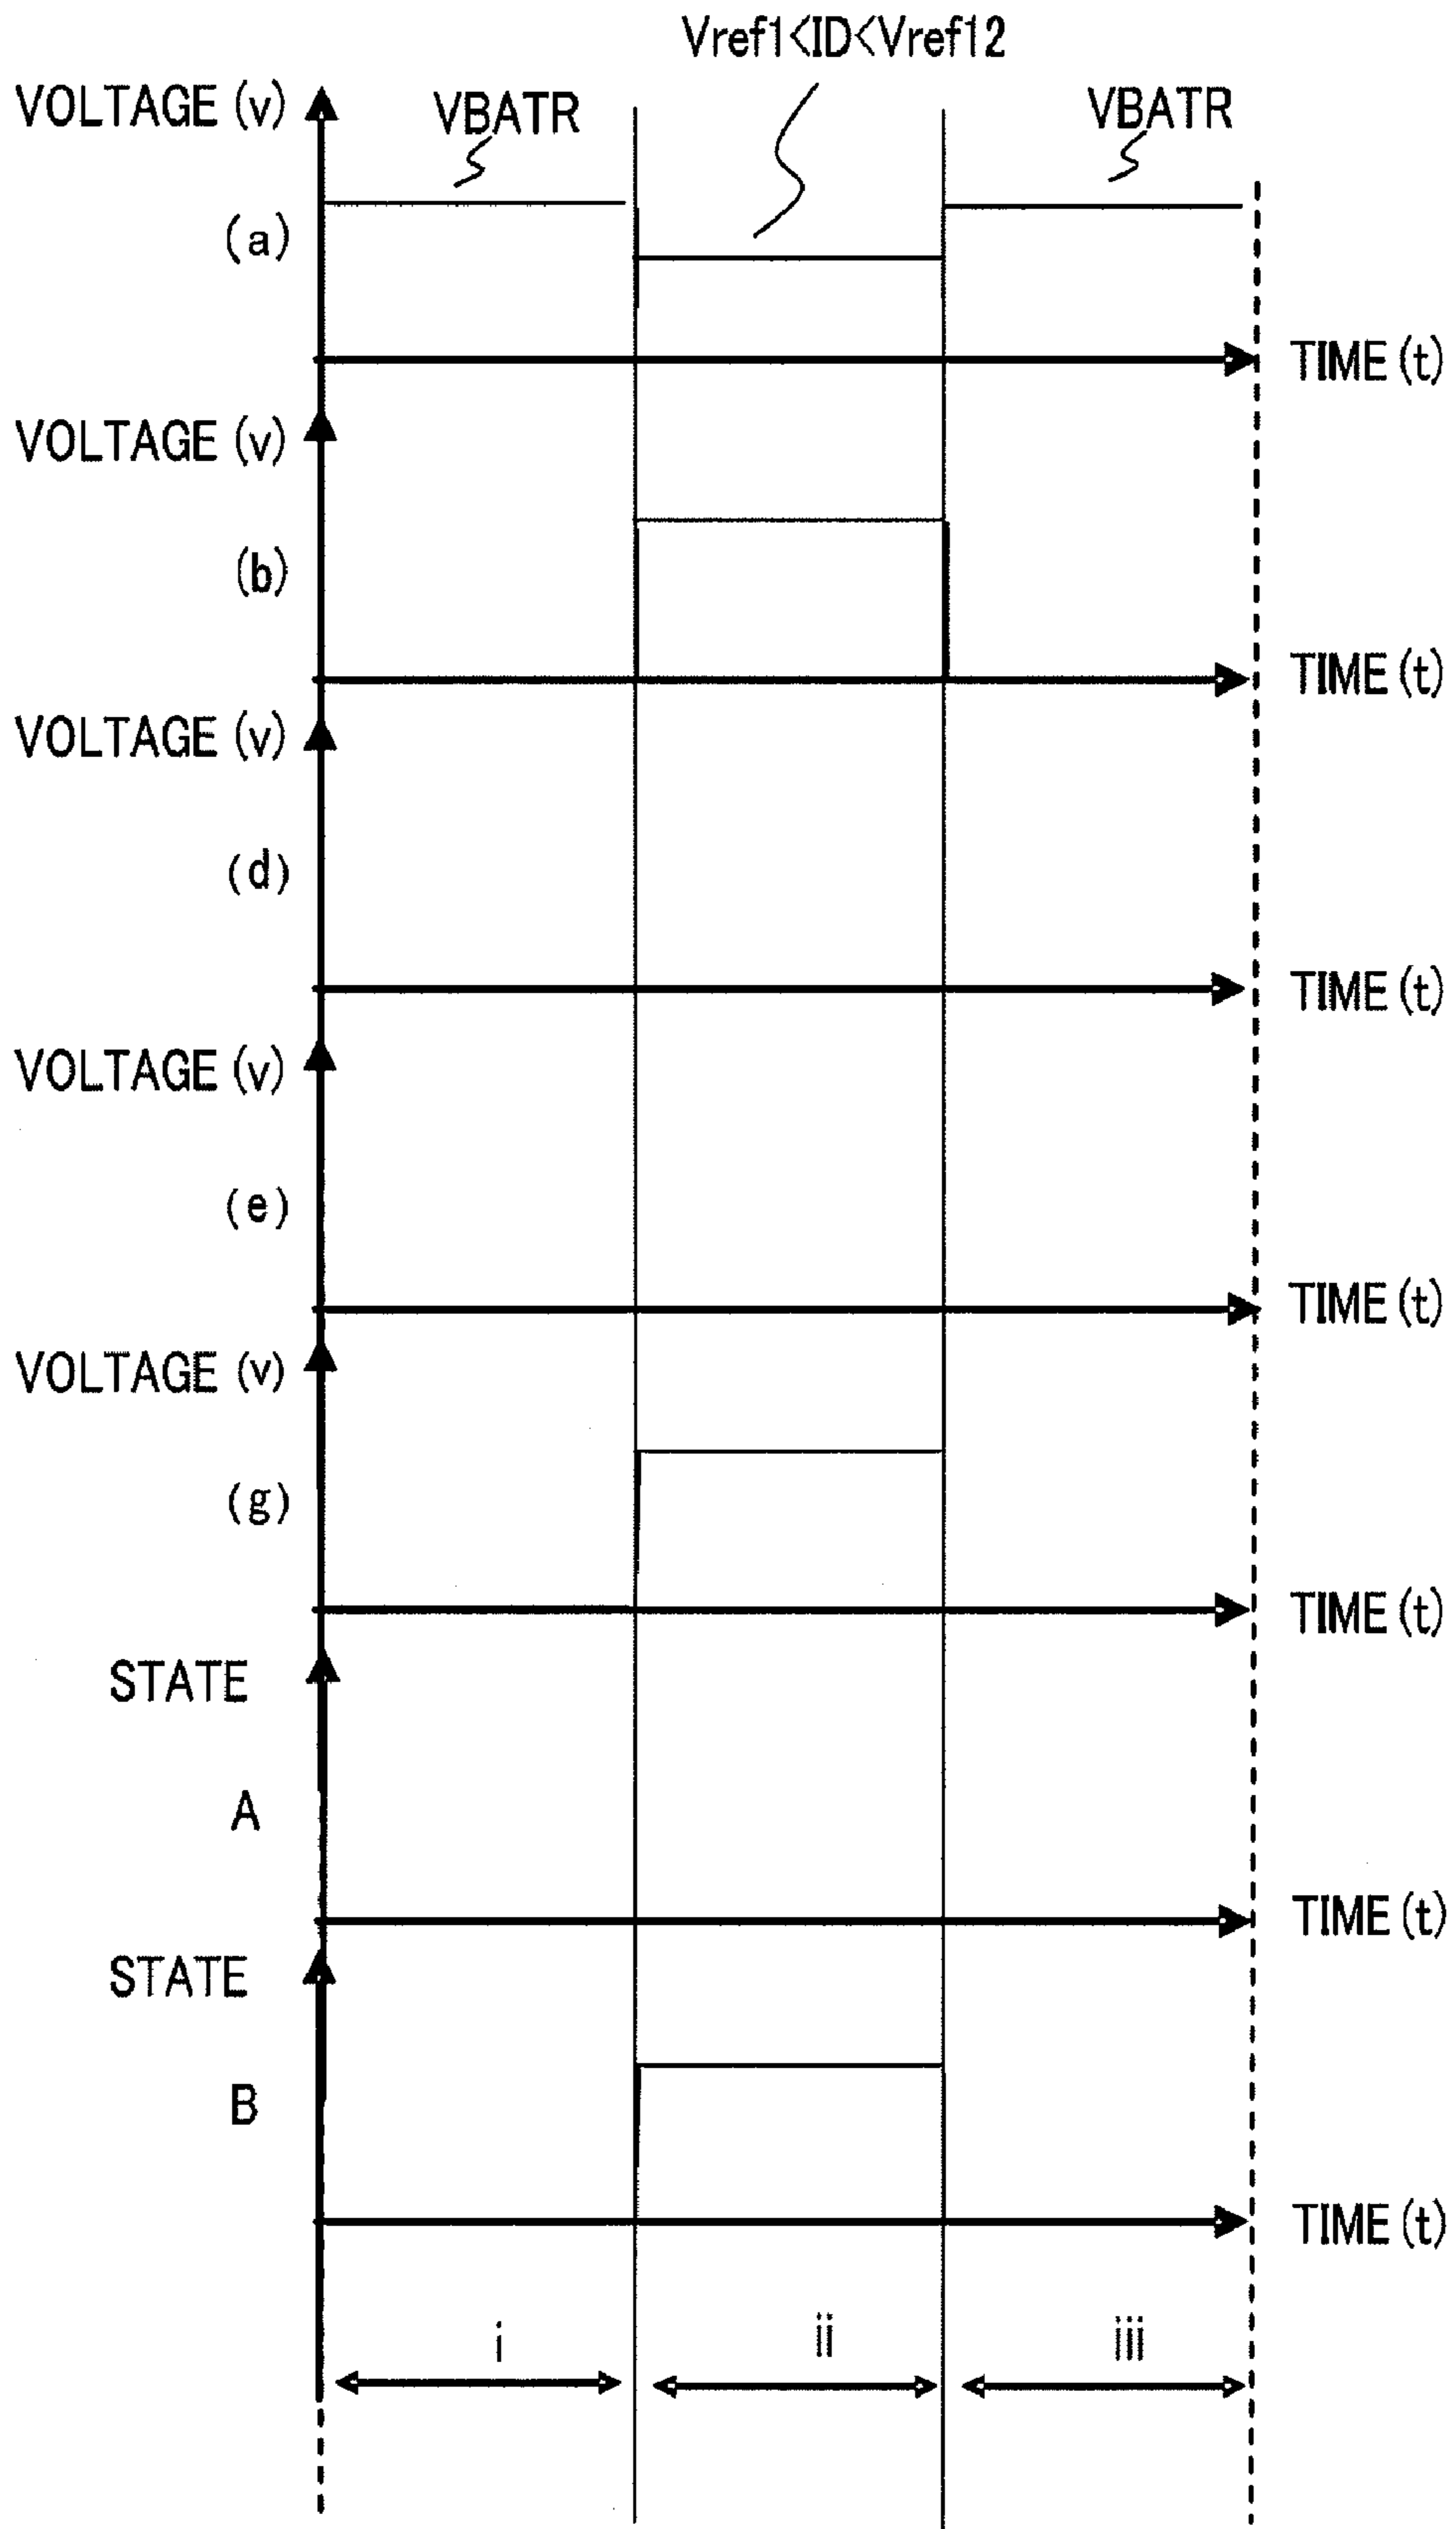 Vref1<ID<Vref12
VOLTAGE (v)
VBATR
VBATR
(a)
TIME (t)
VOLTAGE (v)
(b)
TIME (t)
VOLTAGE (v)
(d)
TIME (t)
VOLTAGE (v)
(e)
TIME (t)
VOLTAGE (v)
(g)
TIME (t)
STATE
A
TIME (t)
STATE
B
TIME (t)
i
ii
iii